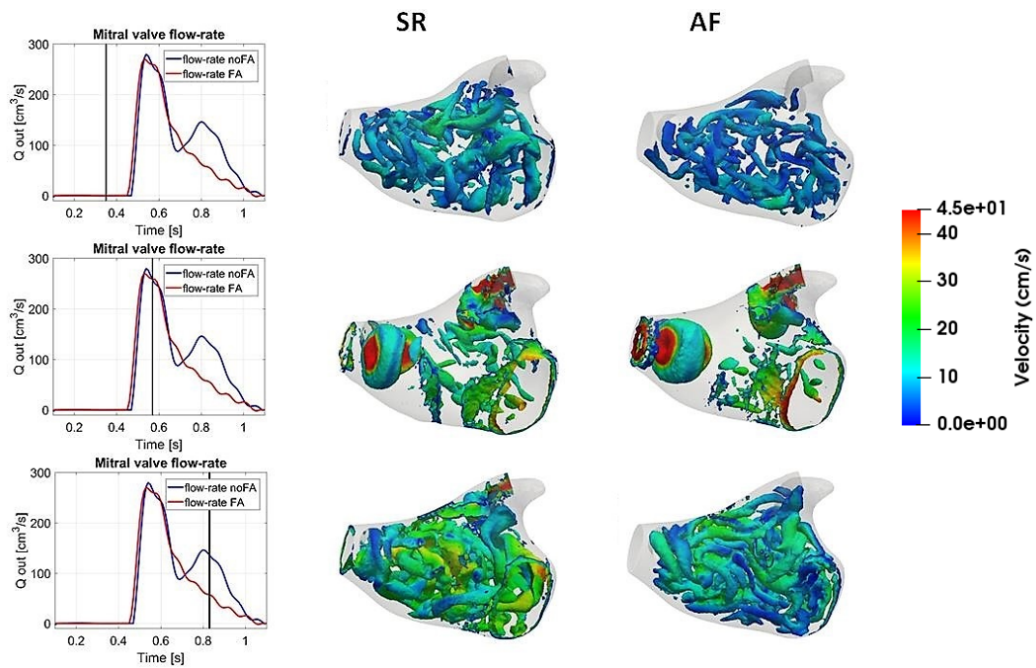 SR AF
Mitral valve flow-rate
300
200
100
0
Q out [cm³/s]
flow-rate noFA
flow-rate FA
0.2 0.4 0.6 0.8 1
Time [s]
Mitral valve flow-rate
300
200
100
0
Q out [cm³/s]
flow-rate noFA
flow-rate FA
0.2 0.4 0.6 0.8 1
Time [s]
Mitral valve flow-rate
300
200
100
0
Q out [cm³/s]
flow-rate noFA
flow-rate FA
0.2 0.4 0.6 0.8 1
Time [s]
4.5e+01
40
30
20
10
0.0e+00
Velocity (cm/s)